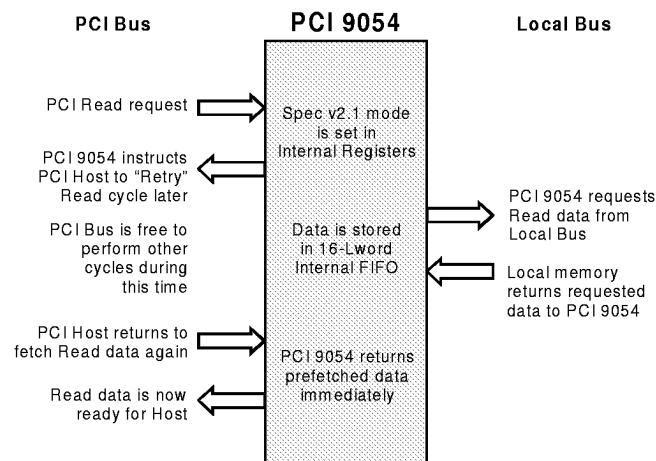 PCI Bus
PCI 9054
Local Bus
PCI Read request
Spec v2.1 mode
is set in
Internal Registers
PCI 9054 instructs
PCI Host to “Retry”
Read cycle later
PCI Bus is free to
perform other
cycles during
this time
Data is stored
in 16-Lword
Internal FIFO
PCI 9054 requests
Read data from
Local Bus
Local memory
returns requested
data to PCI 9054
PCI Host returns to
fetch Read data again
PCI 9054 returns
prefetched data
immediately
Read data is now
ready for Host